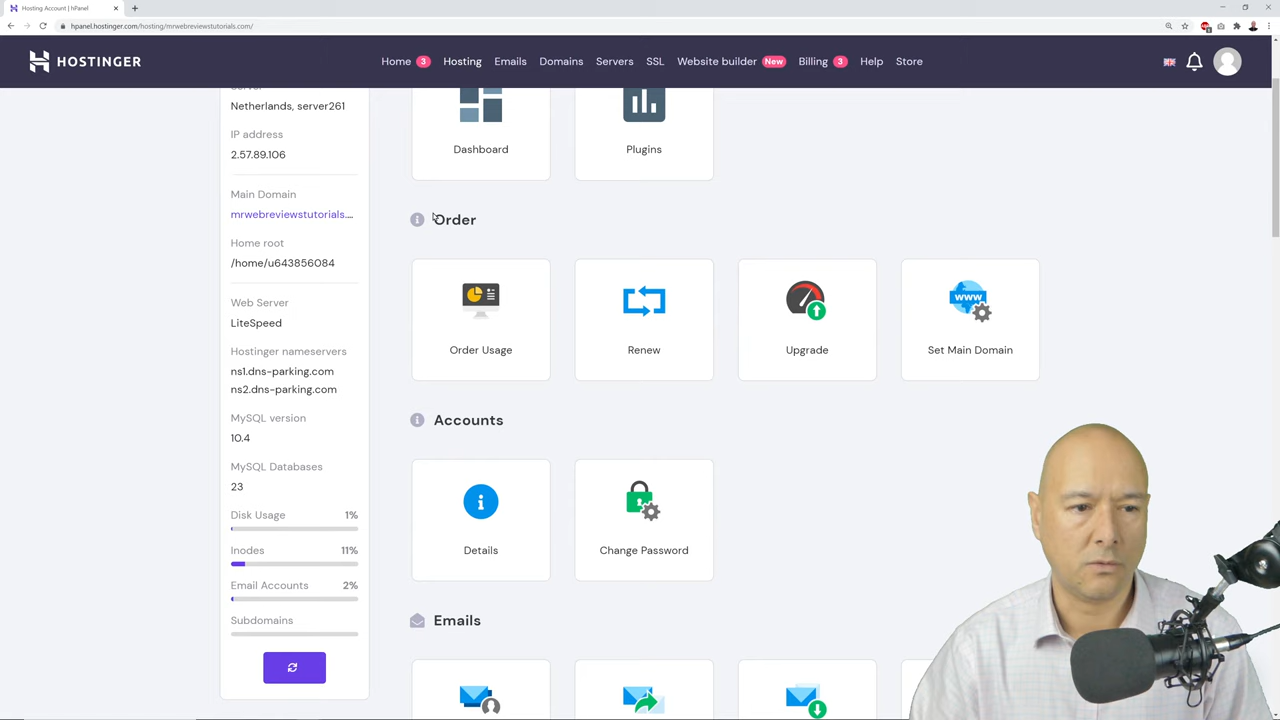 Hosting Account | hPanel
hpanel.hostinger.com/hosting/mrwebreviewstutorials.com/
HOSTINGER
Home 3 Hosting Emails Domains Servers SSL Website builder New Billing 3 Help Store
Netherlands, server261
IP address
2.57.89.106
Main Domain
mrwebreviewstutorials....
Home root
/home/u643856084
Web Server
LiteSpeed
Hostinger nameservers
ns1.dns-parking.com
ns2.dns-parking.com
MySQL version
10.4
MySQL Databases
23
Disk Usage 1%
Inodes 11%
Email Accounts 2%
Subdomains
Dashboard Plugins
Order
WWW
Order Usage Renew Upgrade Set Main Domain
Accounts
Details Change Password
Emails